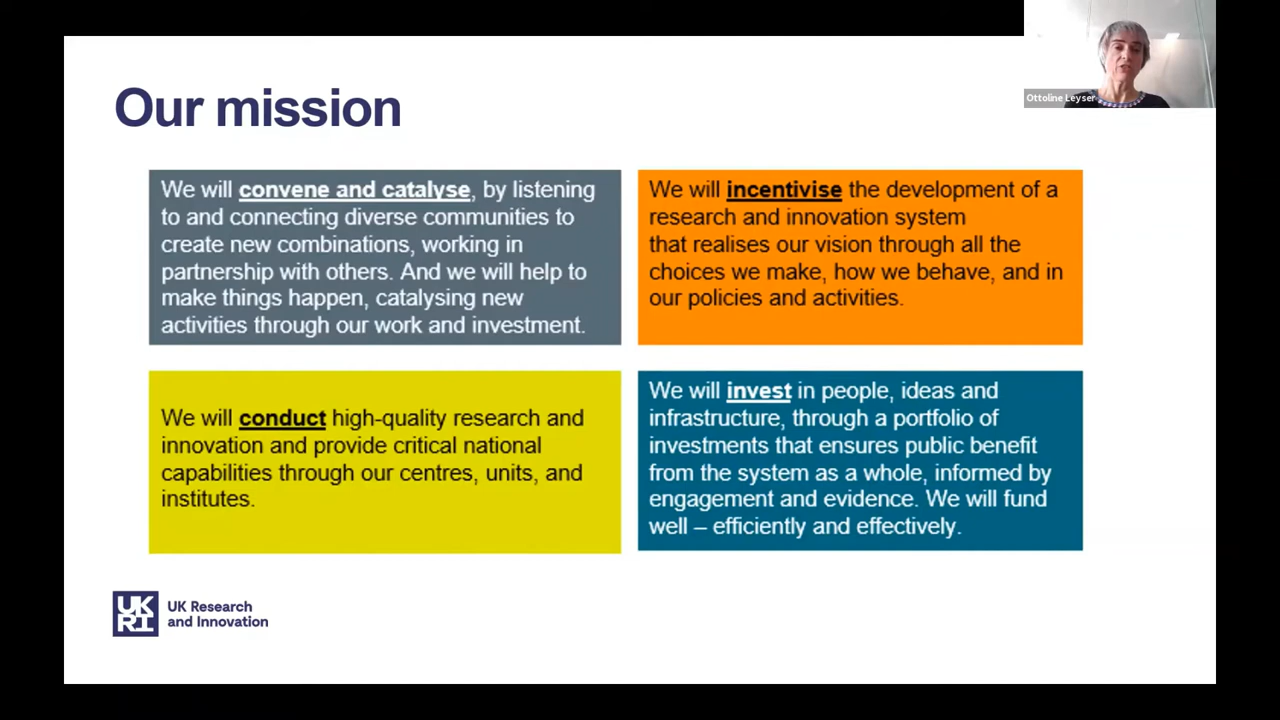 Our mission
Ottoline Leyser
We will convene and catalyse, by listening
to and connecting diverse communities to
create new combinations, working in
partnership with others. And we will help to
make things happen, catalysing new
activities through our work and investment.
We will incentivise the development of a
research and innovation system
that realises our vision through all the
choices we make, how we behave, and in
our policies and activities.
We will conduct high-quality research and
innovation and provide critical national
capabilities through our centres, units, and
institutes.
We will invest in people, ideas and
infrastructure, through a portfolio of
investments that ensures public benefit
from the system as a whole, informed by
engagement and evidence. We will fund
well – efficiently and effectively.
UK
RI
UK Research
and Innovation